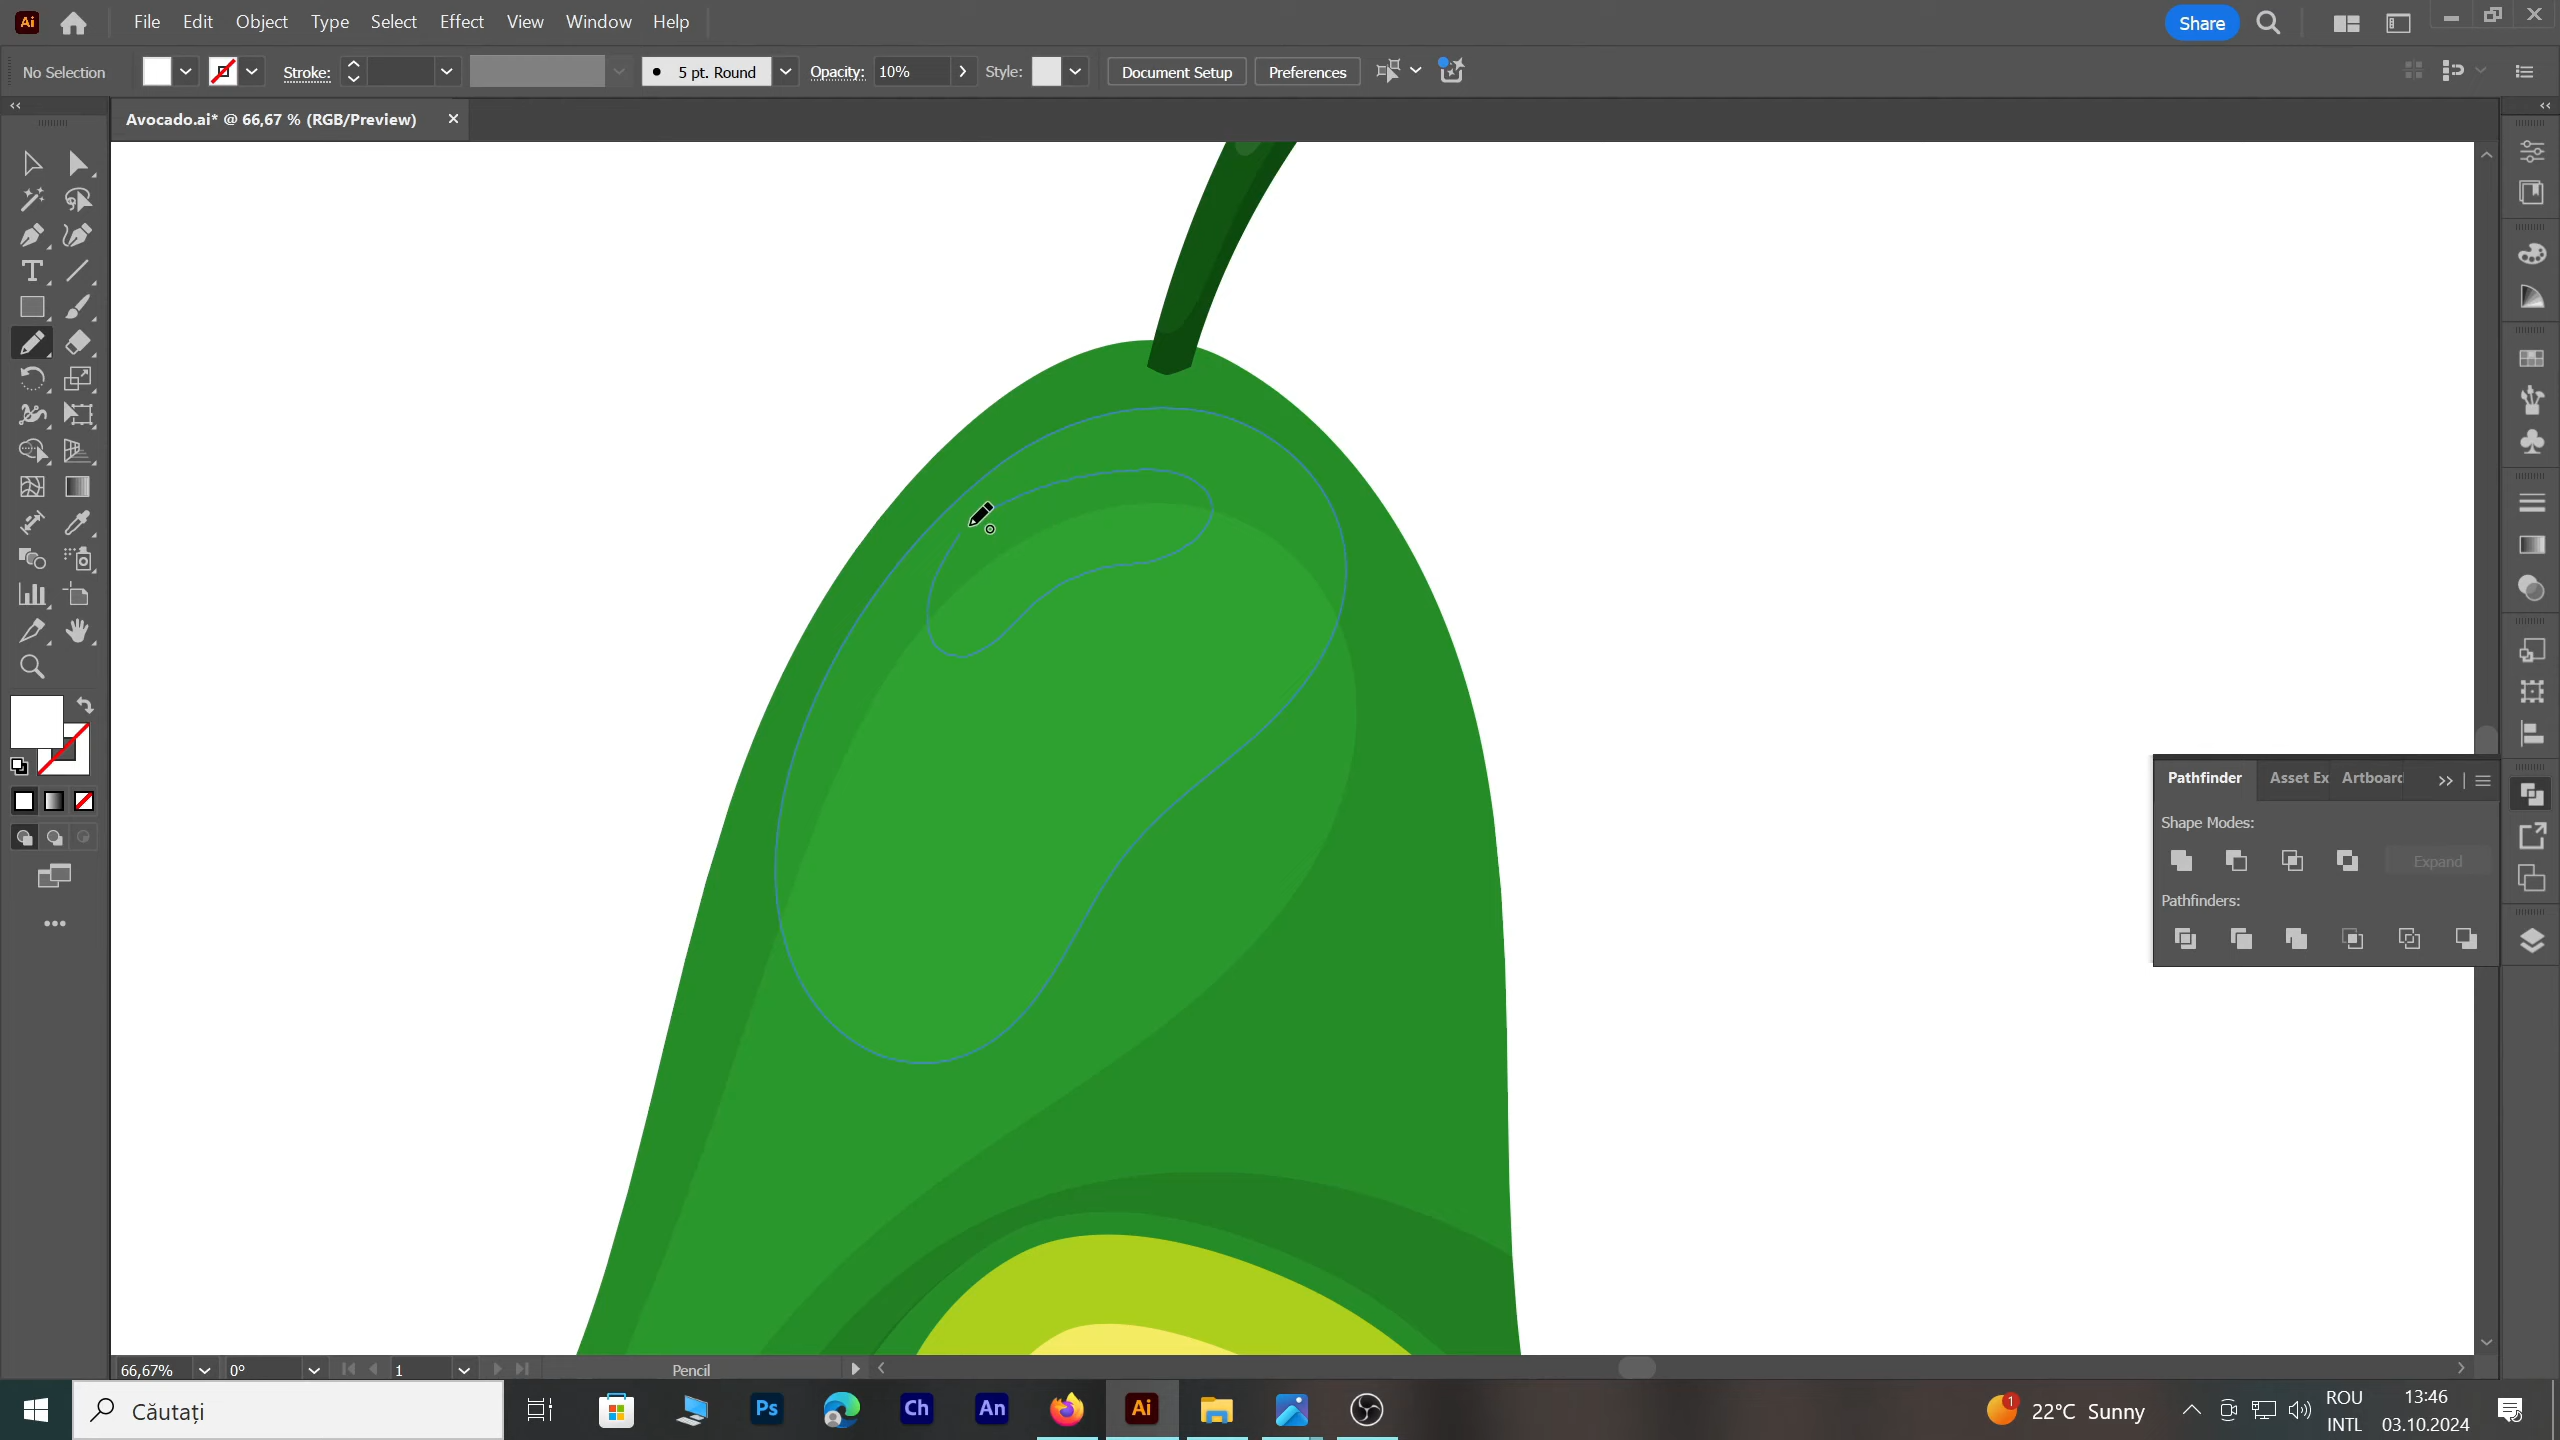 Ai File Edit Object Type Select Effect View Window Help Share
No Selection Stroke: 5 pt. Round Opacity: 10% Style: Document Setup Preferences
Avocado.ai* @ 66,67 % (RGB/Preview)
Pathfinder Asset Ex Artboard
Shape Modes:
Expand
Pathfinders:
66,67% 0° 1 Pencil
Căutați Ps Ch An Ai 1 22°C Sunny ROU 13:46
INTL 03.10.2024